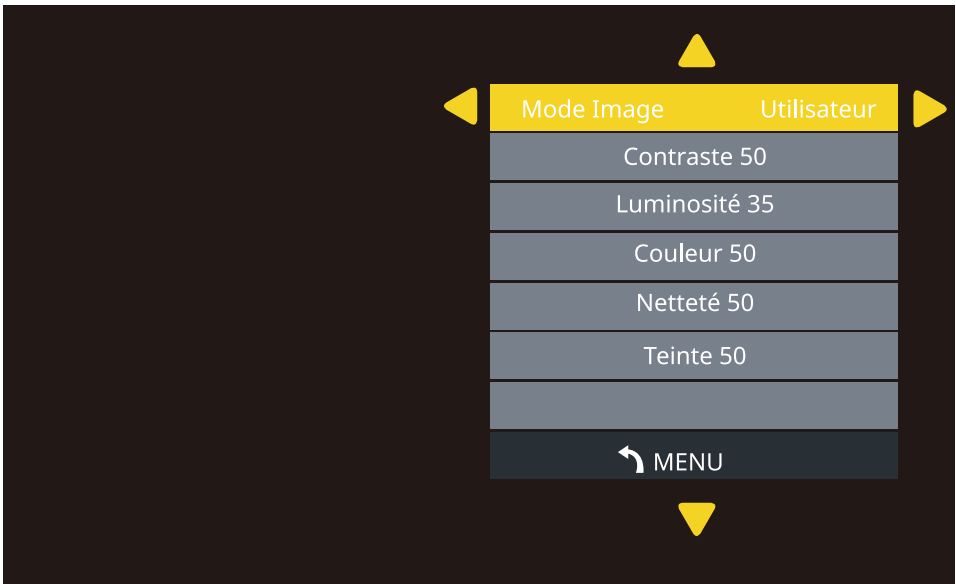 Mode Image Utilisateur
Contraste 50
Luminosité 35
Couleur 50
Netteté 50
Teinte 50
MENU